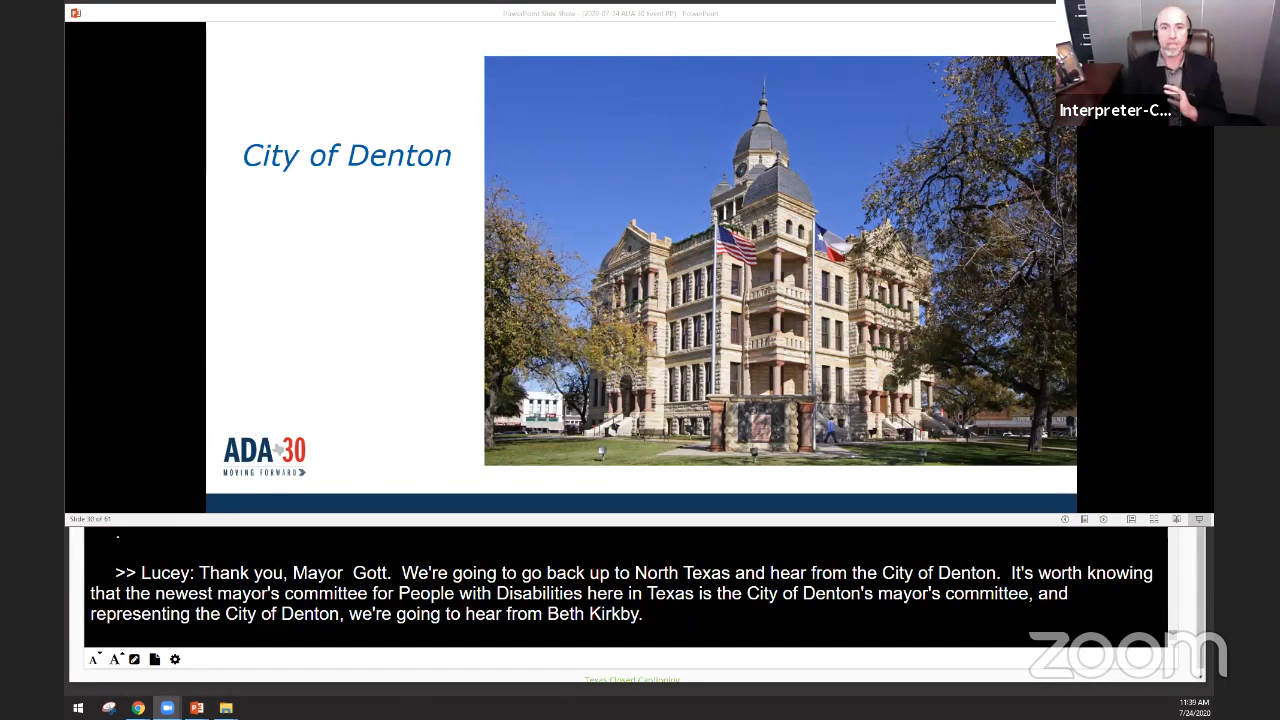 PowerPoint Slide Show - [2020-07-24 ADA 30 Event PP] - PowerPoint
Interpreter-C...
City of Denton
ADA 30
MOVING FORWARD
Slide 30 of 61
>> Lucey: Thank you, Mayor Gott. We're going to go back up to North Texas and hear from the City of Denton. It's worth knowing
that the newest mayor's committee for People with Disabilities here in Texas is the City of Denton's mayor's committee, and
representing the City of Denton, we're going to hear from Beth Kirkby.
A A
zoom
Texas Closed Captioning
11:39 AM
7/24/2020